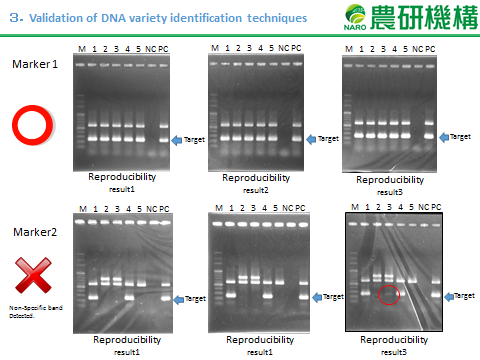 3. Validation of DNA variety identification techniques
NARO 農研機構
M 1 2 3 4 5 NC PC
M 1 2 3 4 5 NC PC
M 1 2 3 4 5 NC PC
Marker1
Target
Target
Target
Reproducibility
result1
Reproducibility
result2
Reproducibility
result3
M 1 2 3 4 5 NC PC
M 1 2 3 4 5 NC PC
M 1 2 3 4 5 NC PC
Marker2
Target
Target
Target
Non-Specific band
Detected.
Reproducibility
result1
Reproducibility
result1
Reproducibility
result3